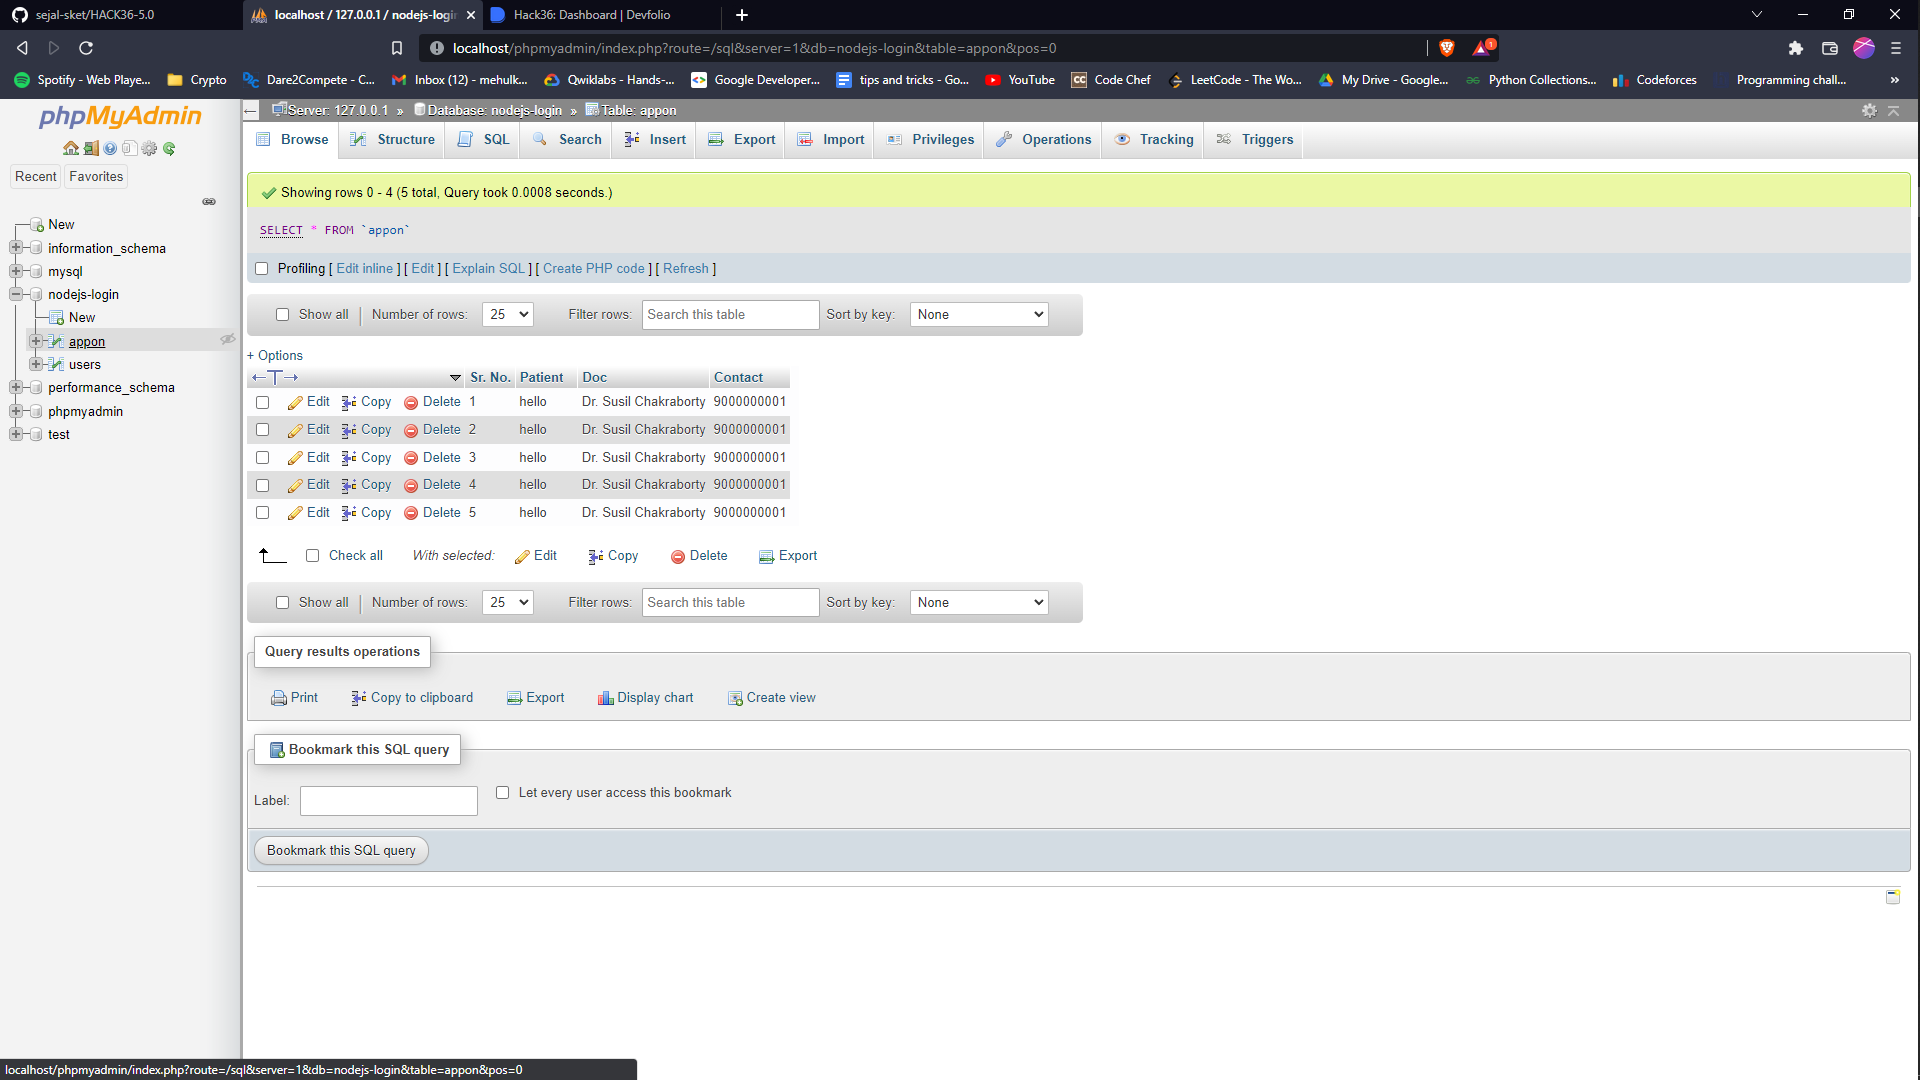 sejal-sket/HACK36-5.0
localhost / 127.0.0.1 / nodejs-login
Hack36: Dashboard | Devfolio
localhost/phpmyadmin/index.php?route=/sql&server=1&db=nodejs-login&table=appon&pos=0
1
Spotify - Web Playe...
Crypto
Dare2Compete - C...
Inbox (12) - mehulk...
Qwiklabs - Hands-...
Google Developer...
tips and tricks - Go...
YouTube
CC Code Chef
LeetCode - The Wo...
My Drive - Google...
Python Collections...
Codeforces
Programming chall...
»
phpMyAdmin
Recent Favorites
New
information_schema
mysql
nodejs-login
New
appon
users
performance_schema
phpmyadmin
test
Server: 127.0.0.1 » Database: nodejs-login » Table: appon
Browse Structure SQL Search Insert Export Import Privileges Operations Tracking Triggers
Showing rows 0 - 4 (5 total, Query took 0.0008 seconds.)
SELECT * FROM `appon`
Profiling [ Edit inline ] [ Edit ] [ Explain SQL ] [ Create PHP code ] [ Refresh ]
Show all Number of rows: 25 Filter rows: Search this table Sort by key: None
+ Options
←T→ Sr. No. Patient Doc Contact
Edit Copy Delete 1 hello Dr. Susil Chakraborty 9000000001
Edit Copy Delete 2 hello Dr. Susil Chakraborty 9000000001
Edit Copy Delete 3 hello Dr. Susil Chakraborty 9000000001
Edit Copy Delete 4 hello Dr. Susil Chakraborty 9000000001
Edit Copy Delete 5 hello Dr. Susil Chakraborty 9000000001
Check all With selected: Edit Copy Delete Export
Show all Number of rows: 25 Filter rows: Search this table Sort by key: None
Query results operations
Print Copy to clipboard Export Display chart Create view
Bookmark this SQL query
Label: Let every user access this bookmark
Bookmark this SQL query
localhost/phpmyadmin/index.php?route=/sql&server=1&db=nodejs-login&table=appon&pos=0